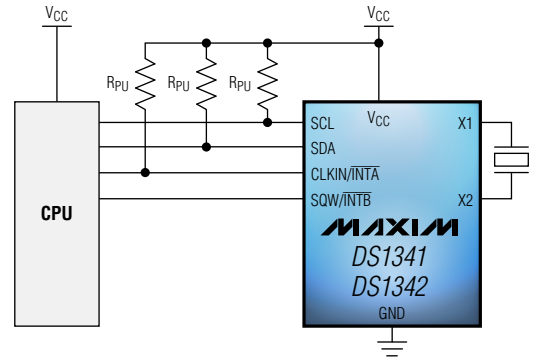 VCC
VCC
RPU
RPU
RPU
CPU
SCL
VCC
X1
SDA
CLKIN/INTA
SQW/INTB
X2
MAXIM
DS1341
DS1342
GND